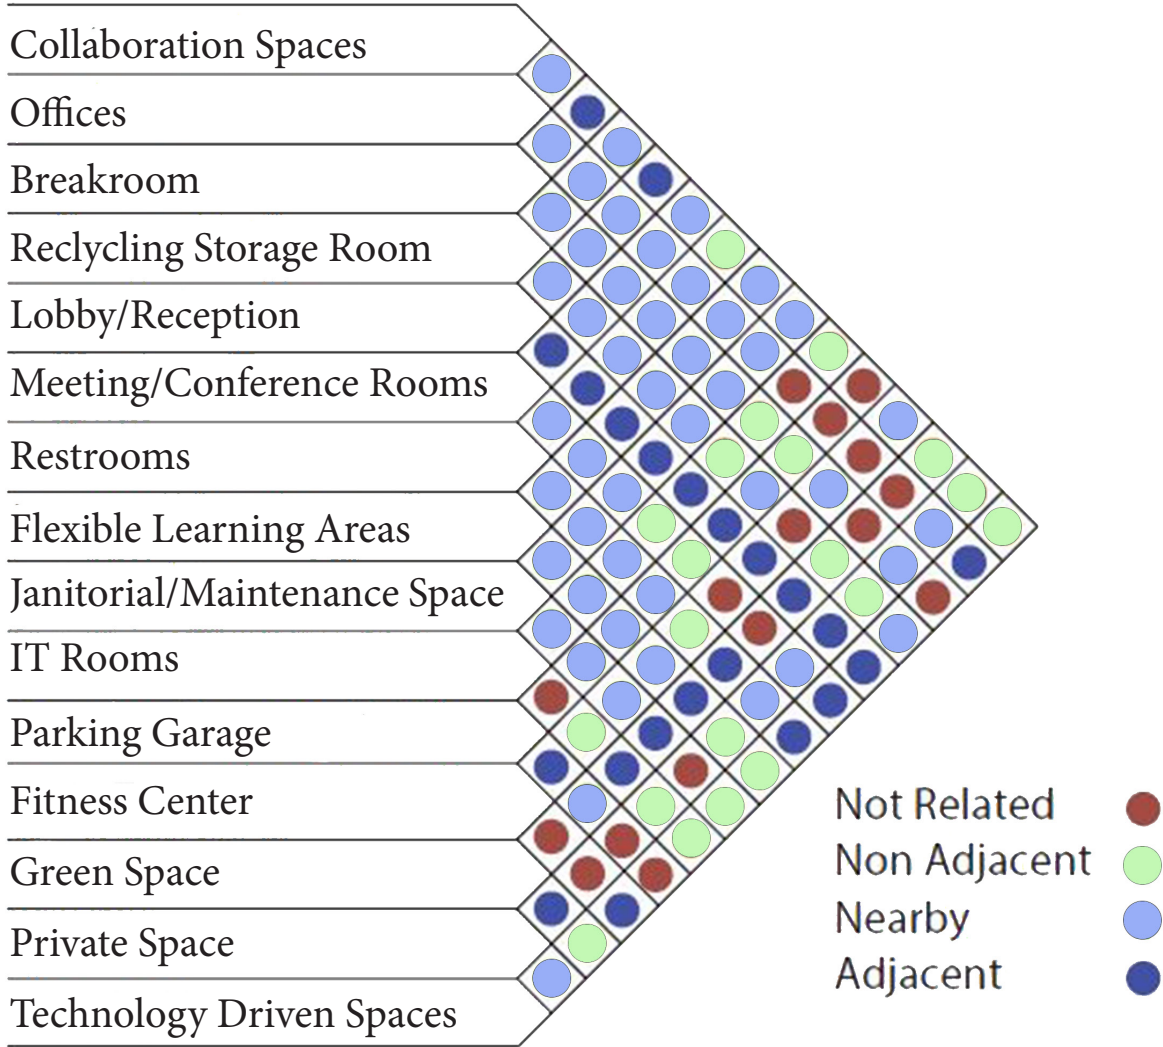 Collaboration Spaces
Offices
Breakroom
Reclycling Storage Room
Lobby/Reception
Meeting/Conference Rooms
Restrooms
Flexible Learning Areas
Janitorial/Maintenance Space
IT Rooms
Parking Garage
Fitness Center
Green Space
Private Space
Technology Driven Spaces
Not Related
Non Adjacent
Nearby
Adjacent